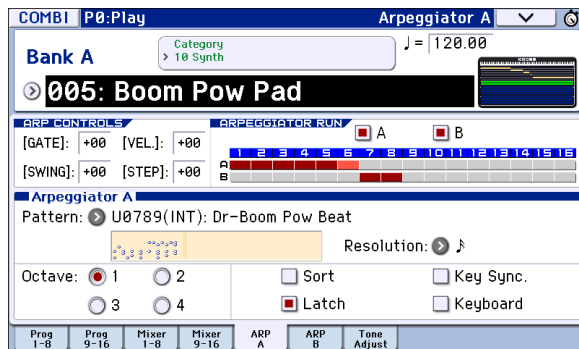 COMBI P0:Play Arpeggiator A
Bank A
Category
10 Synth
♩= 120.00
KROME
005: Boom Pow Pad
ARP CONTROLS
ARPEGGIATOR RUN
A B
[GATE]: +00 [VEL.]: +00
[SWING]: +00 [STEP]: +00
1 2 3 4 5 6 7 8 9 10 11 12 13 14 15 16
A
B
Arpeggiator A
Pattern: U0789(INT): Dr-Boom Pow Beat
Resolution: ♪
Octave: 1 2
3 4
Sort Key Sync.
Latch Keyboard
Prog 1-8
Prog 9-16
Mixer 1-8
Mixer 9-16
ARP A
ARP B
Tone Adjust